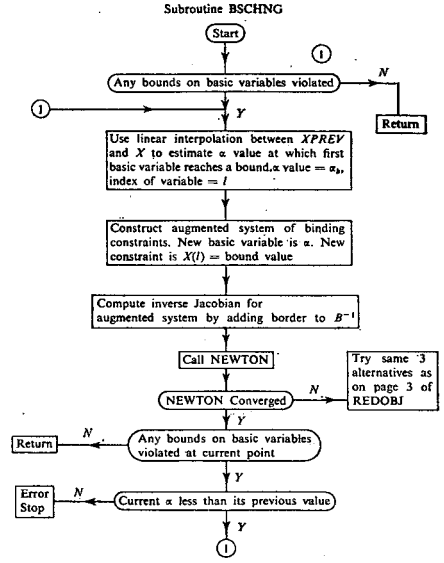 Subroutine BSCHNG
Start
1
Any bounds on basic variables violated
N
1
Y
Return
Use linear interpolation between XPREV
and X to estimate α value at which first
basic variable reaches a bound.α value = αb,
index of variable = l
Construct augmented system of binding
constraints. New basic variable is α. New
constraint is X(l) = bound value
Compute inverse Jacobian for
augmented system by adding border to B⁻¹
Call NEWTON
Try same 3
alternatives as
on page 3 of
REDOBJ
NEWTON Converged
N
Y
Return
N
Any bounds on basic variables
violated at current point
Y
Error
Stop
N
Current α less than its previous value
Y
1